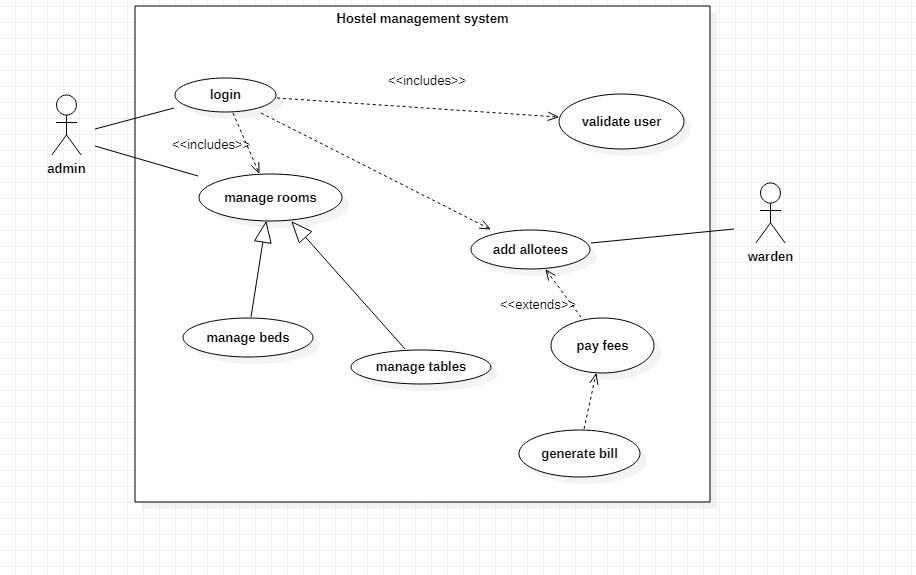 Hostel management system
<<includes>>
login
validate user
<<includes>>
admin
manage rooms
add allotees
warden
<<extends>>
manage beds
pay fees
manage tables
generate bill